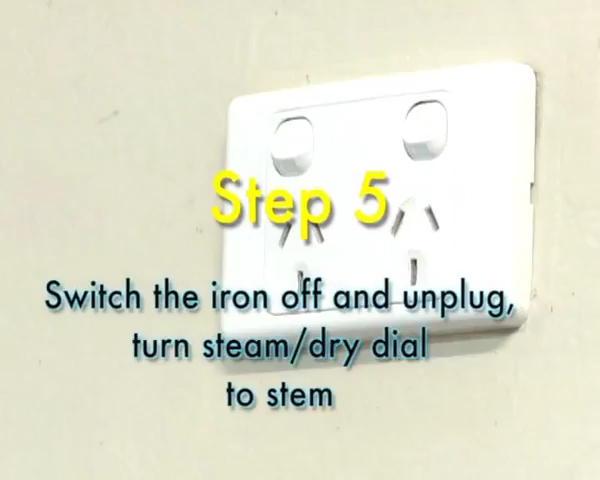 Step 5
Switch the iron off and unplug,
turn steam/dry dial
to stem